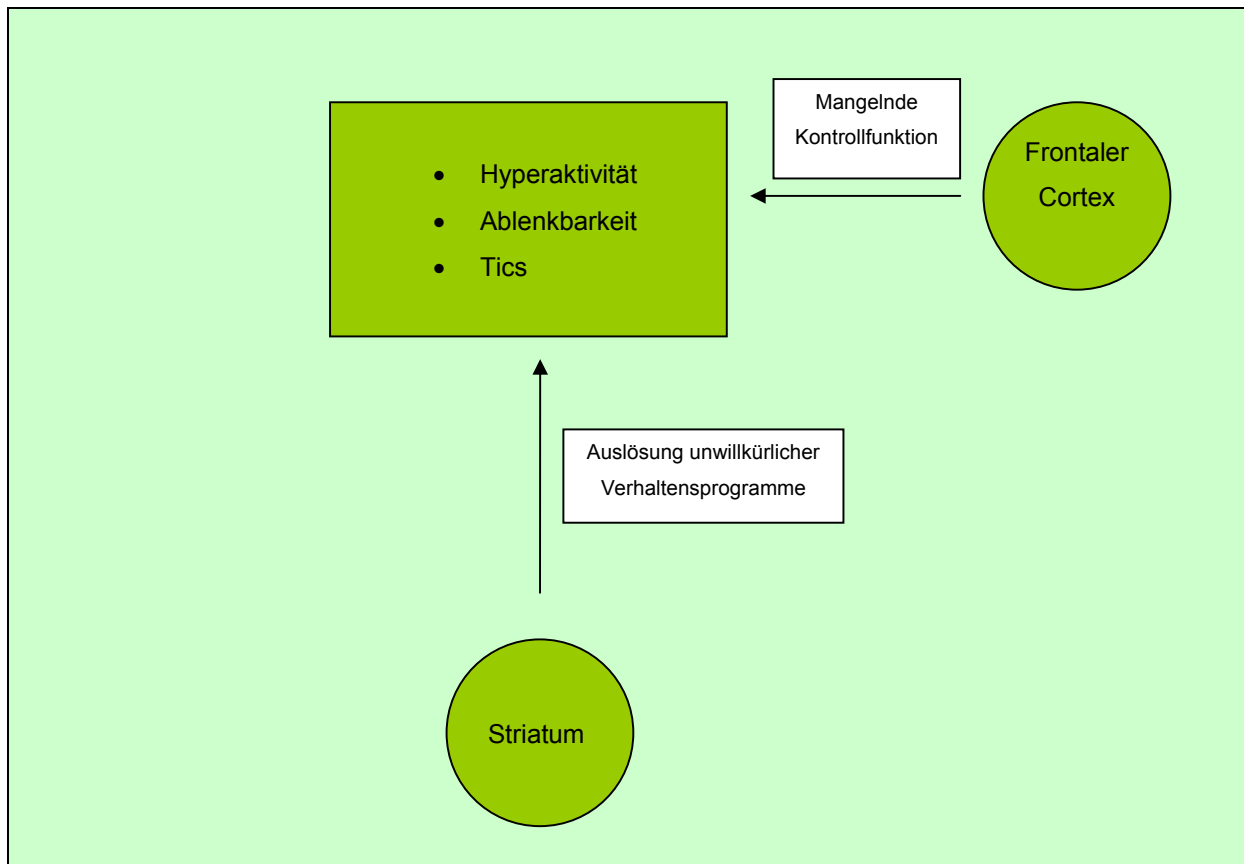 Mangelnde
Kontrollfunktion
Frontaler
Cortex
• Hyperaktivität
• Ablenkbarkeit
• Tics
Auslösung unwillkürlicher
Verhaltensprogramme
Striatum